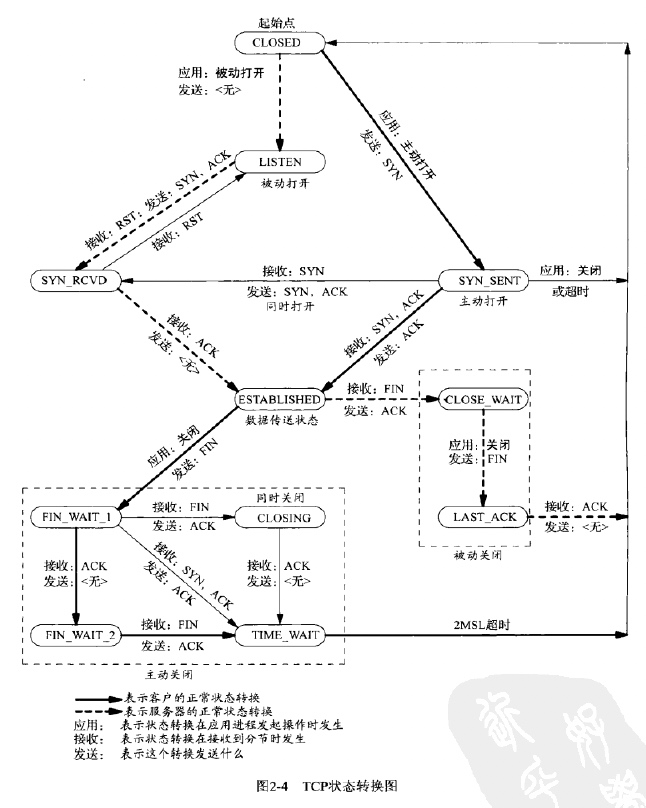 起始点
CLOSED
应用：被动打开
发送：<无>
应用：主动打开
发送：SYN
LISTEN
被动打开
接收：RST；发送：SYN，ACK
接收：RST
SYN_RCVD
接收：SYN
发送：SYN，ACK
同时打开
SYN_SENT
主动打开
应用：关闭
或超时
接收：ACK
发送：<无>
接收：SYN，ACK
发送：ACK
ESTABLISHED
数据传送状态
接收：FIN
发送：ACK
CLOSE_WAIT
应用：关闭
发送：FIN
LAST_ACK
被动关闭
接收：ACK
发送：<无>
应用：关闭
发送：FIN
FIN_WAIT_1
接收：FIN
发送：ACK
同时关闭
CLOSING
接收：ACK
发送：<无>
接收：SYN，ACK
发送：ACK
接收：ACK
发送：<无>
FIN_WAIT_2
接收：FIN
发送：ACK
TIME_WAIT
2MSL超时
主动关闭
表示客户的正常状态转换
表示服务器的正常状态转换
应用： 表示状态转换在应用进程发起操作时发生
接收： 表示状态转换在接收到分节时发生
发送： 表示这个转换发送什么
图2-4 TCP状态转换图